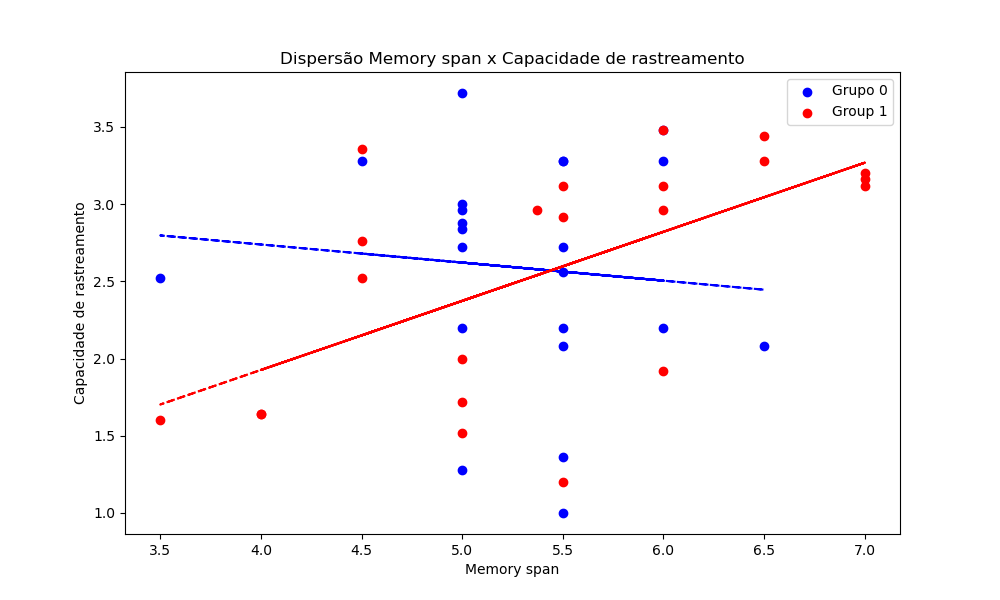 Dispersão Memory span x Capacidade de rastreamento
Grupo 0
Group 1
Capacidade de rastreamento
3.5
3.0
2.5
2.0
1.5
1.0
3.5 4.0 4.5 5.0 5.5 6.0 6.5 7.0
Memory span